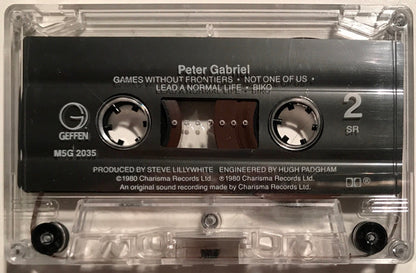 Peter Gabriel
GAMES WITHOUT FRONTIERS • NOT ONE OF US •
LEAD A NORMAL LIFE • BIKO
G
GEFFEN
M5G 2035
2
SR
PRODUCED BY STEVE LILLYWHITE ENGINEERED BY HUGH PADGHAM
©1980 Charisma Records Ltd. ℗ 1980 Charisma Records Ltd.
An original sound recording made by Charisma Records Ltd.